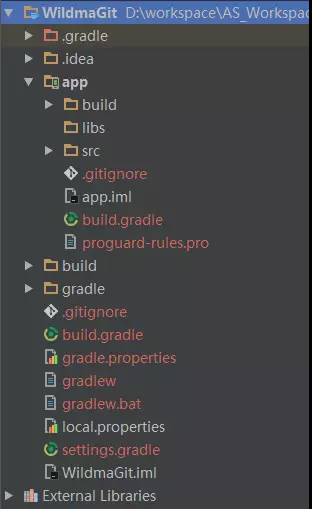 WildmaGit D:\workspace\AS_Workspac
.gradle
.idea
app
build
libs
src
.gitignore
app.iml
build.gradle
proguard-rules.pro
build
gradle
.gitignore
build.gradle
gradle.properties
gradlew
gradlew.bat
local.properties
settings.gradle
WildmaGit.iml
External Libraries